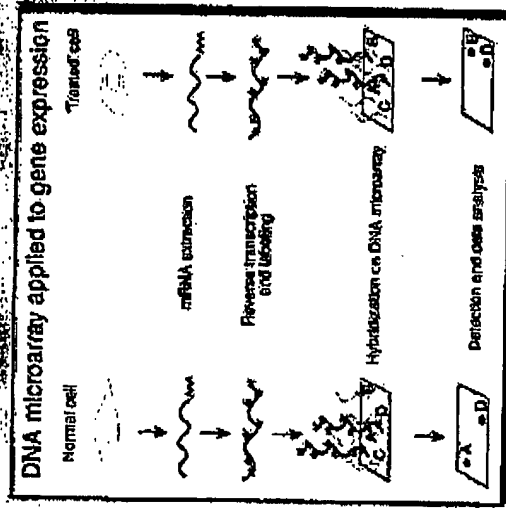 DNA microarray applied to gene expression
Normal cell
Treated cell
mRNA extraction
Reverse transcription
and labeling
Hybridization on DNA microarray
A
B
C
D
A
B
C
D
Detection and data analysis
A
D
B
D